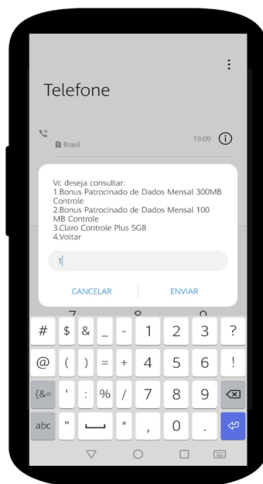 Telefone
1 Brasil
19:09
Vc deseja consultar:
1.Bonus Patrocinado de Dados Mensal 300MB
Controle
2.Bonus Patrocinado de Dados Mensal 100
MB Controle
3.Claro Controle Plus 5GB
4.Voltar
1
CANCELAR ENVIAR
# $ & _ - 1 2 3 ?
@ ( ) = + 4 5 6 !
{&= ' : % / 7 8 9
abc " * , 0 .